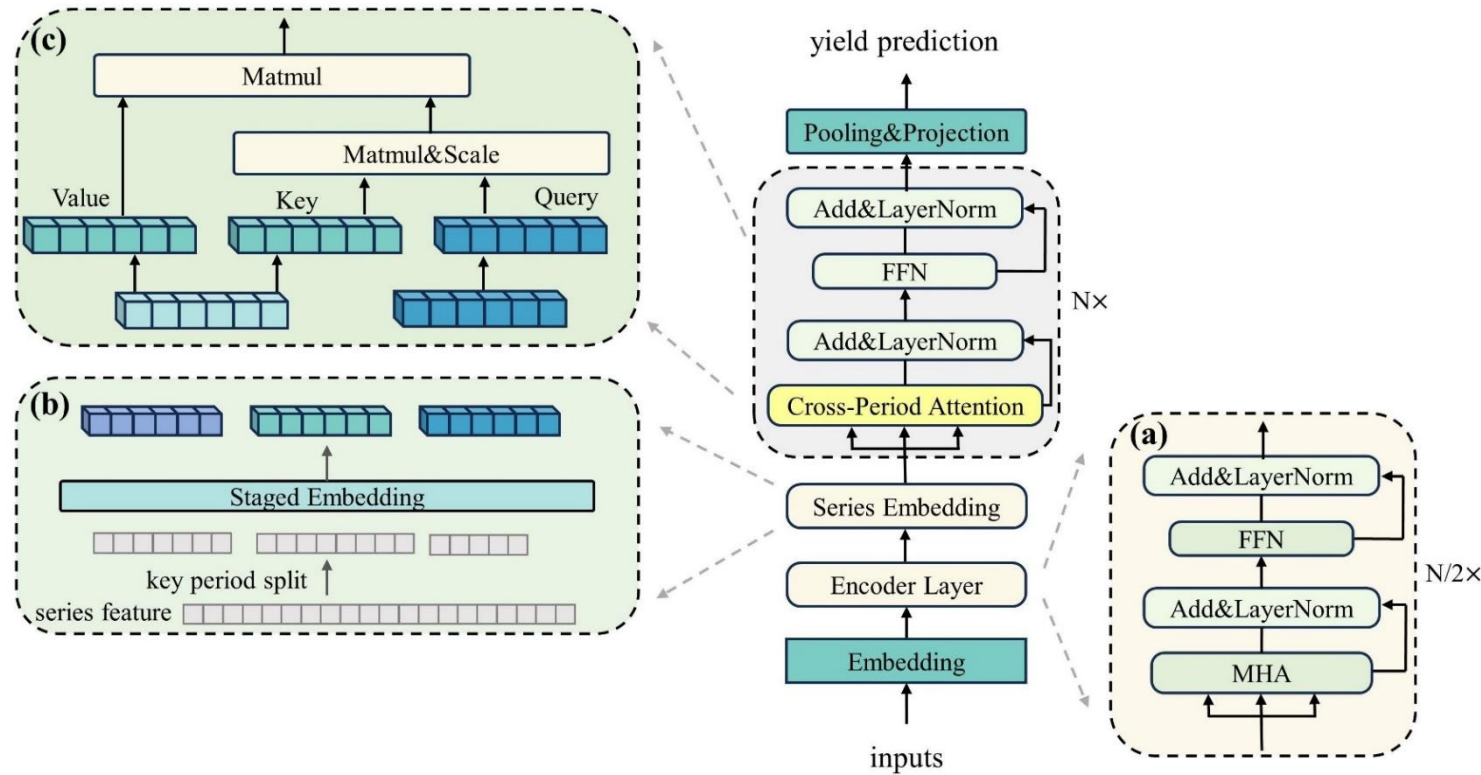 (c)
Matmul
Matmul&Scale
Value
Key
Query
(b)
Staged Embedding
key period split
series feature
yield prediction
Pooling&Projection
Add&LayerNorm
FFN
N×
Add&LayerNorm
Cross-Period Attention
Series Embedding
Encoder Layer
Embedding
inputs
(a)
Add&LayerNorm
FFN
N/2×
Add&LayerNorm
MHA